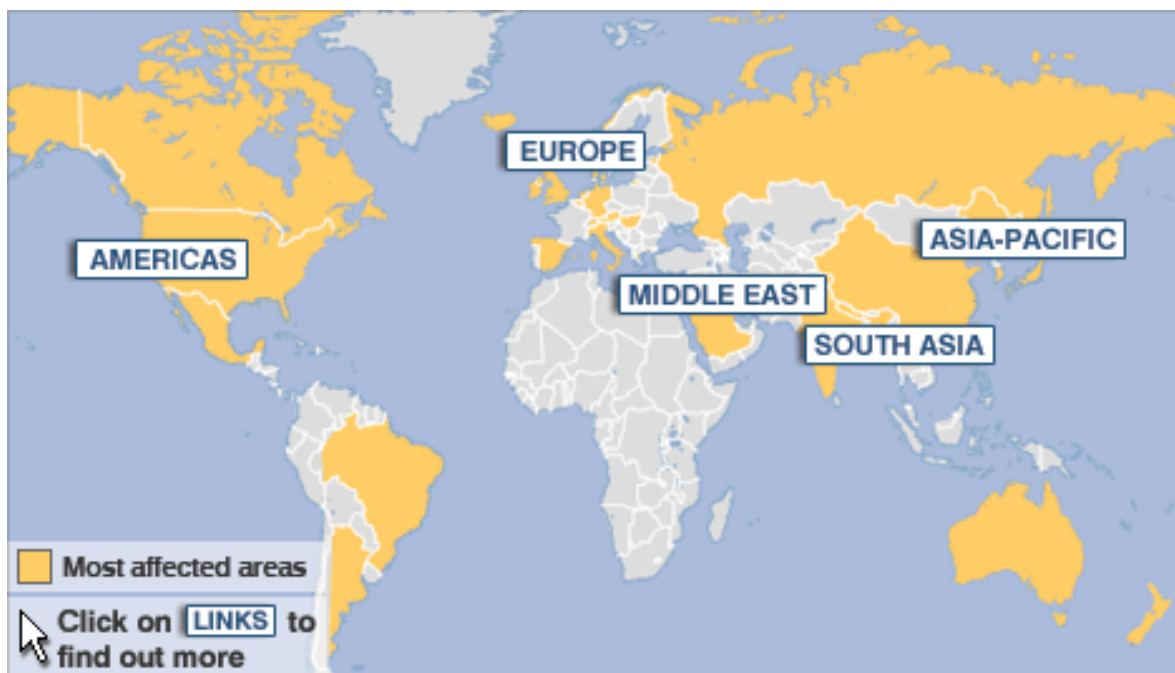 EUROPE
AMERICAS
ASIA-PACIFIC
MIDDLE EAST
SOUTH ASIA
Most affected areas
Click on LINKS to
find out more